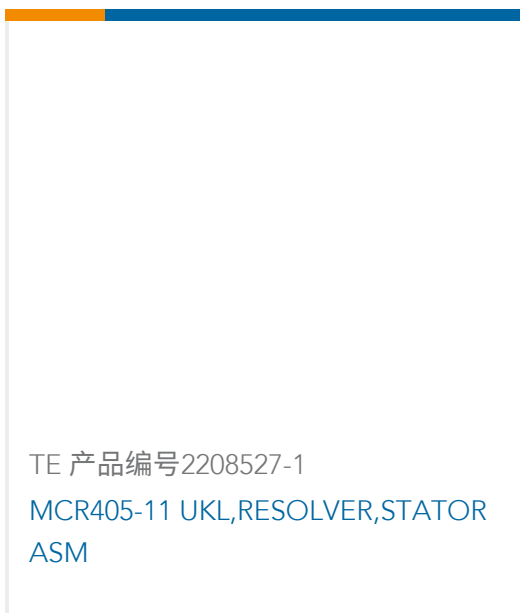 TE 产品编号2208527-1
MCR405-11 UKL,RESOLVER,STATOR
ASM